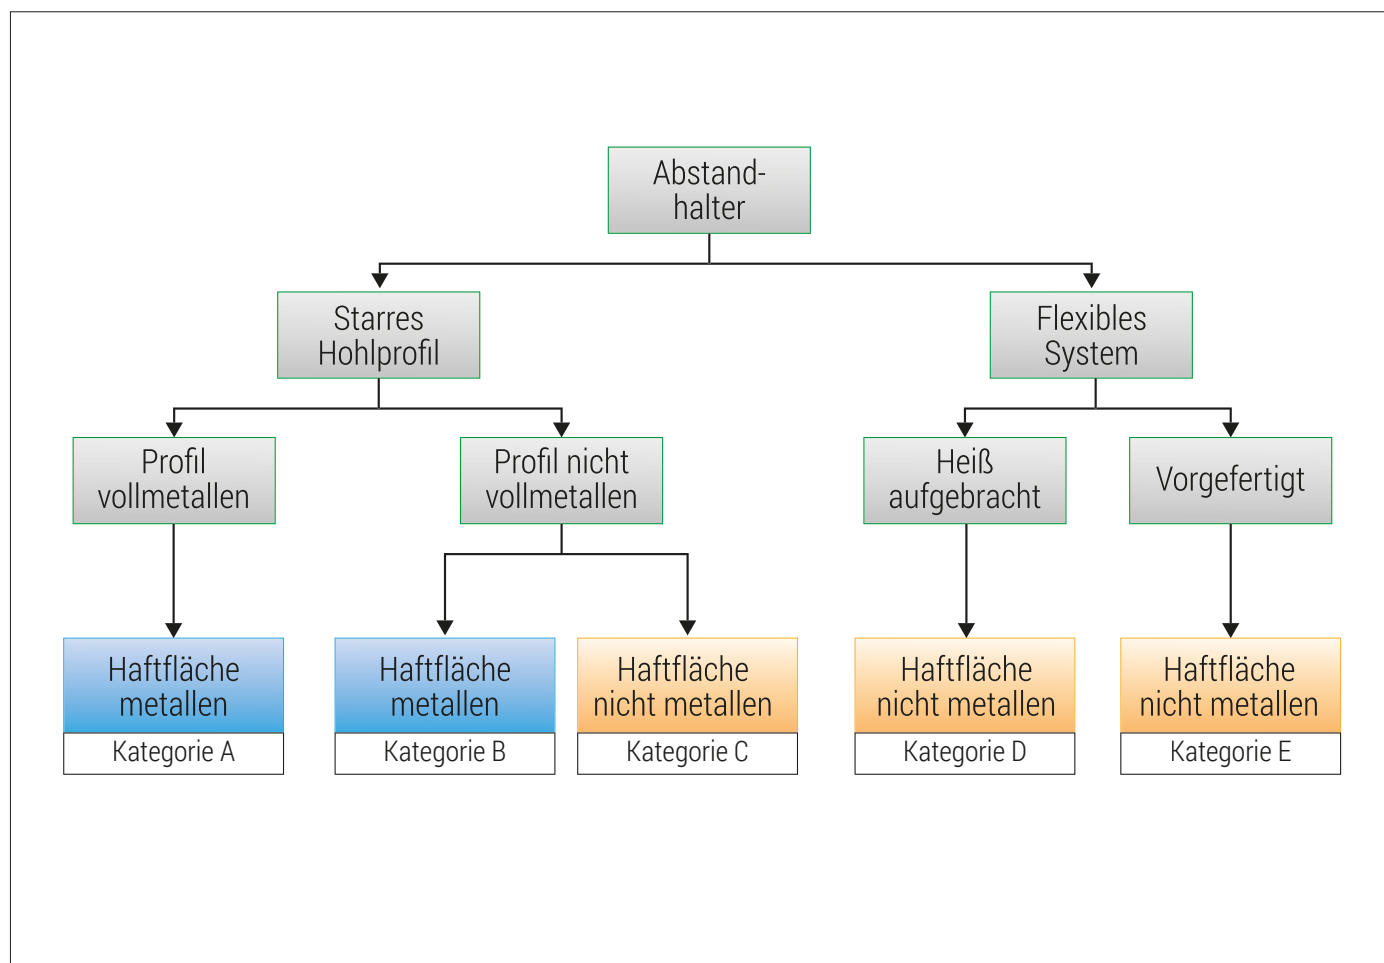 Abstand-
halter
Starres
Hohlprofil
Flexibles
System
Profil
vollmetallen
Profil nicht
vollmetallen
Heiß
aufgebracht
Vorgefertigt
Haftfläche
metallen
Kategorie A
Haftfläche
metallen
Kategorie B
Haftfläche
nicht metallen
Kategorie C
Haftfläche
nicht metallen
Kategorie D
Haftfläche
nicht metallen
Kategorie E